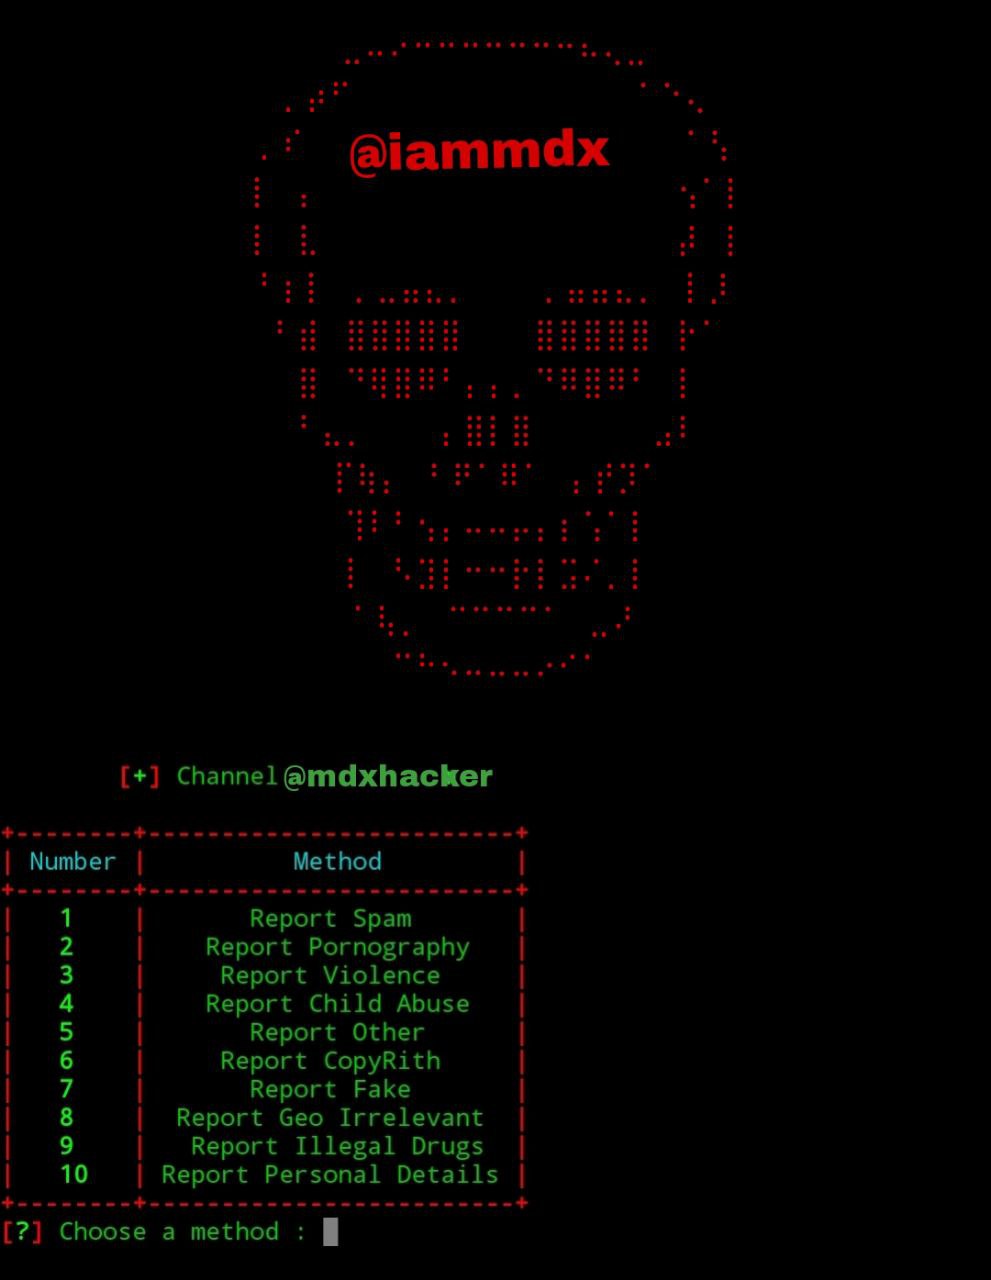 @iammdx
[+] Channel @mdxhacker
Number | Method
1 | Report Spam
2 | Report Pornography
3 | Report Violence
4 | Report Child Abuse
5 | Report Other
6 | Report CopyRith
7 | Report Fake
8 | Report Geo Irrelevant
9 | Report Illegal Drugs
10 | Report Personal Details
[?] Choose a method :